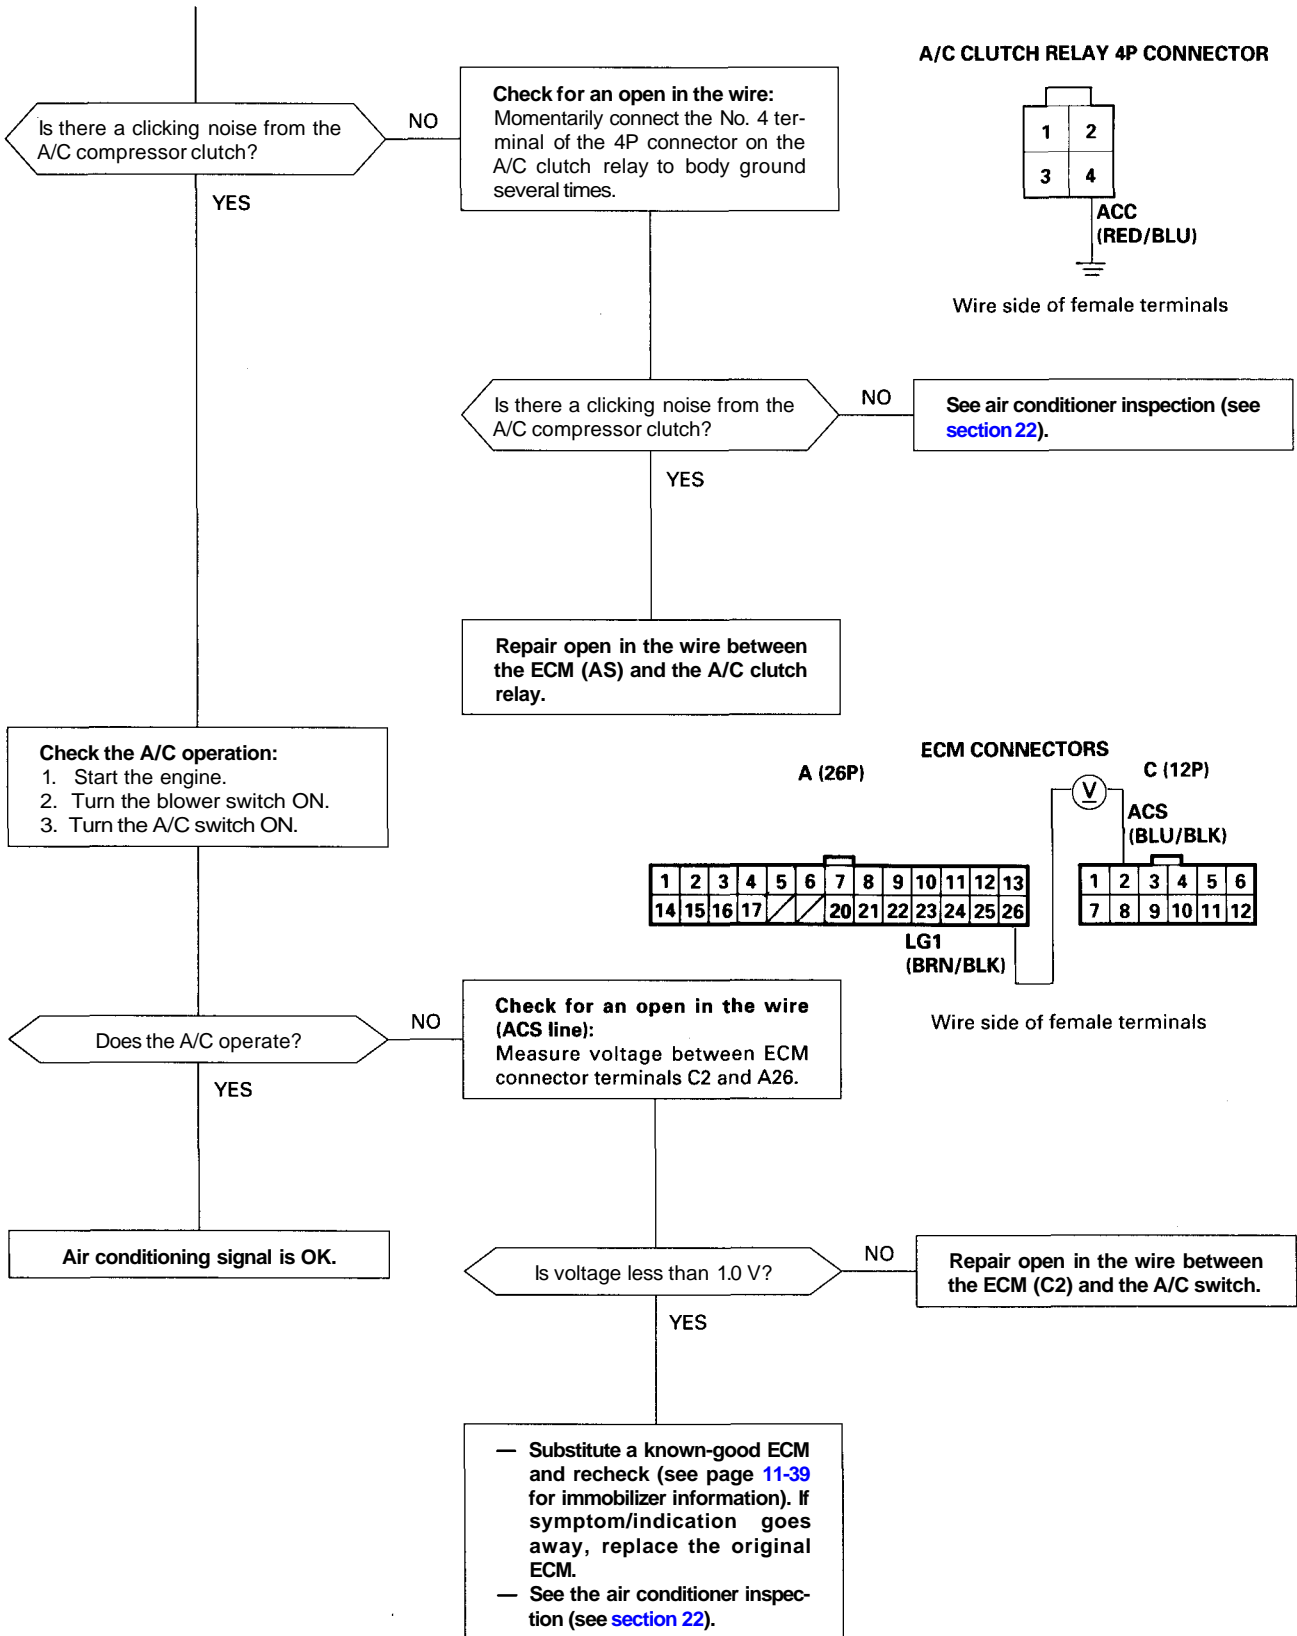 A/C CLUTCH RELAY 4P CONNECTOR
1 2
3 4
ACC
(RED/BLU)
Wire side of female terminals
Is there a clicking noise from the
A/C compressor clutch?
NO
YES
Check for an open in the wire:
Momentarily connect the No. 4 ter-
minal of the 4P connector on the
A/C clutch relay to body ground
several times.
Is there a clicking noise from the
A/C compressor clutch?
NO
YES
See air conditioner inspection (see
section 22).
Repair open in the wire between
the ECM (AS) and the A/C clutch
relay.
Check the A/C operation:
1. Start the engine.
2. Turn the blower switch ON.
3. Turn the A/C switch ON.
ECM CONNECTORS
A (26P)
C (12P)
V
ACS
(BLU/BLK)
1 2 3 4 5 6 7 8 9 10 11 12 13
14 15 16 17 20 21 22 23 24 25 26
1 2 3 4 5 6
7 8 9 10 11 12
LG1
(BRN/BLK)
Wire side of female terminals
Does the A/C operate?
NO
YES
Check for an open in the wire
(ACS line):
Measure voltage between ECM
connector terminals C2 and A26.
Air conditioning signal is OK.
Is voltage less than 1.0 V?
NO
YES
Repair open in the wire between
the ECM (C2) and the A/C switch.
— Substitute a known-good ECM
and recheck (see page 11-39
for immobilizer information). If
symptom/indication goes
away, replace the original
ECM.
— See the air conditioner inspec-
tion (see section 22).